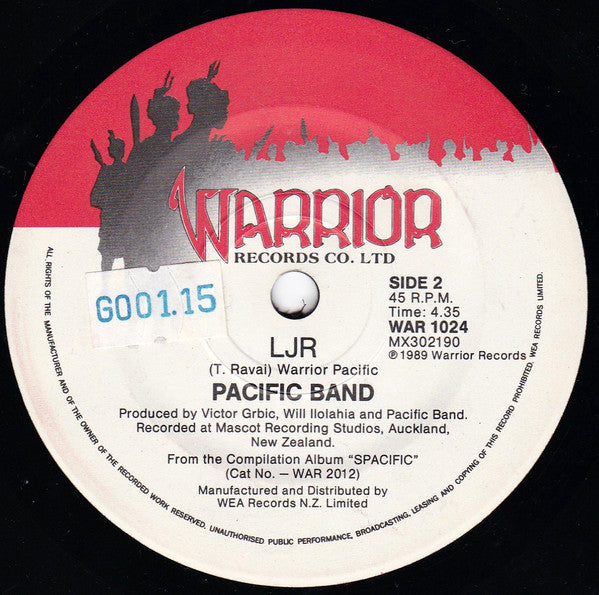 WARRIOR
RECORDS CO. LTD
G001.15
SIDE 2
45 R.P.M.
Time: 4.35
WAR 1024
MX302190
℗ 1989 Warrior Records
LJR
(T. Ravai) Warrior Pacific
PACIFIC BAND
Produced by Victor Grbic, Will Ilolahia and Pacific Band.
Recorded at Mascot Recording Studios, Auckland,
New Zealand.
From the Compilation Album "SPACIFIC"
(Cat No. – WAR 2012)
Manufactured and Distributed by
WEA Records N.Z. Limited
ALL RIGHTS OF THE MANUFACTURER AND OF THE OWNER OF THE RECORDED WORK RESERVED. UNAUTHORISED PUBLIC PERFORMANCE, BROADCASTING, LEASING AND COPYING OF THIS RECORD PROHIBITED. WEA RECORDS LIMITED.